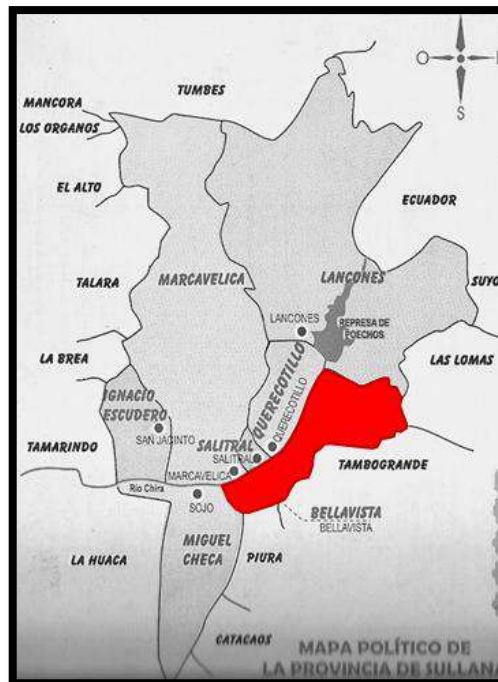 O
S
TUMBES
MANCORA
LOS ORGANOS
EL ALTO
ECUADOR
TALARA
MARCAVELICA
LANCONES
SUYO
LANCONES
REPRESA DE
POECHOS
LA BREA
LAS LOMAS
IGNACIO
ESCUDERO
SAN JACINTO
QUERECOTILLO
QUERECOTILLO
SALITRAL
SALITRAL
TAMARINDO
MARCAVELICA
TAMBOGRANDE
Rio Chira
SOJO
BELLAVISTA
BELLAVISTA
MIGUEL
CHECA
LA HUACA
PIURA
CATACAOS
MAPA POLÍTICO DE
LA PROVINCIA DE SULLANA